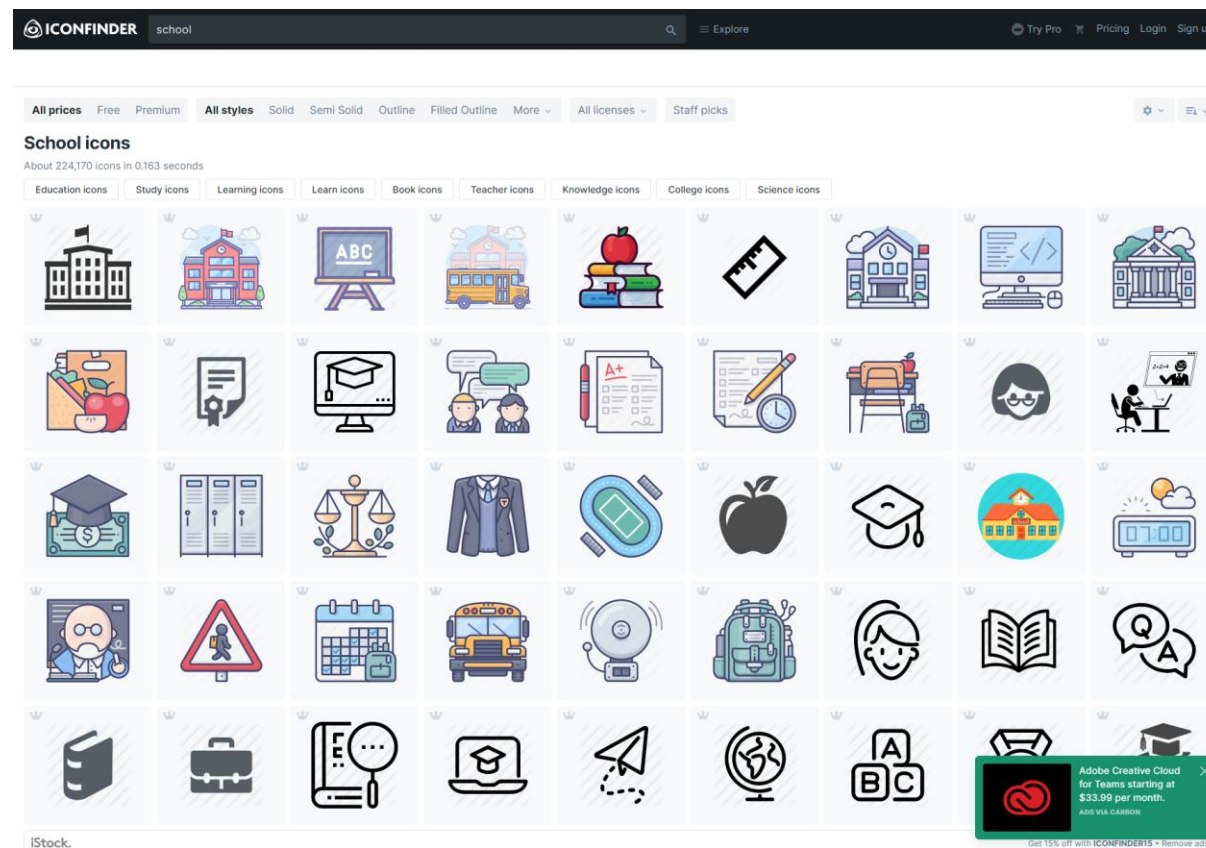 ICONFINDER school Explore Try Pro Pricing Login Sign u
All prices Free Premium All styles Solid Semi Solid Outline Filled Outline More All licenses Staff picks
School icons
About 224,170 icons in 0.163 seconds
Education icons Study icons Learning icons Learn icons Book icons Teacher icons Knowledge icons College icons Science icons
ABC
</>
A+
2+2=4
$
school
07:00
Q
A
E
A
B C
Adobe Creative Cloud
for Teams starting at
$33.99 per month.
ADS VIA CARBON
iStock.
Get 15% off with ICONFINDER15 • Remove ads